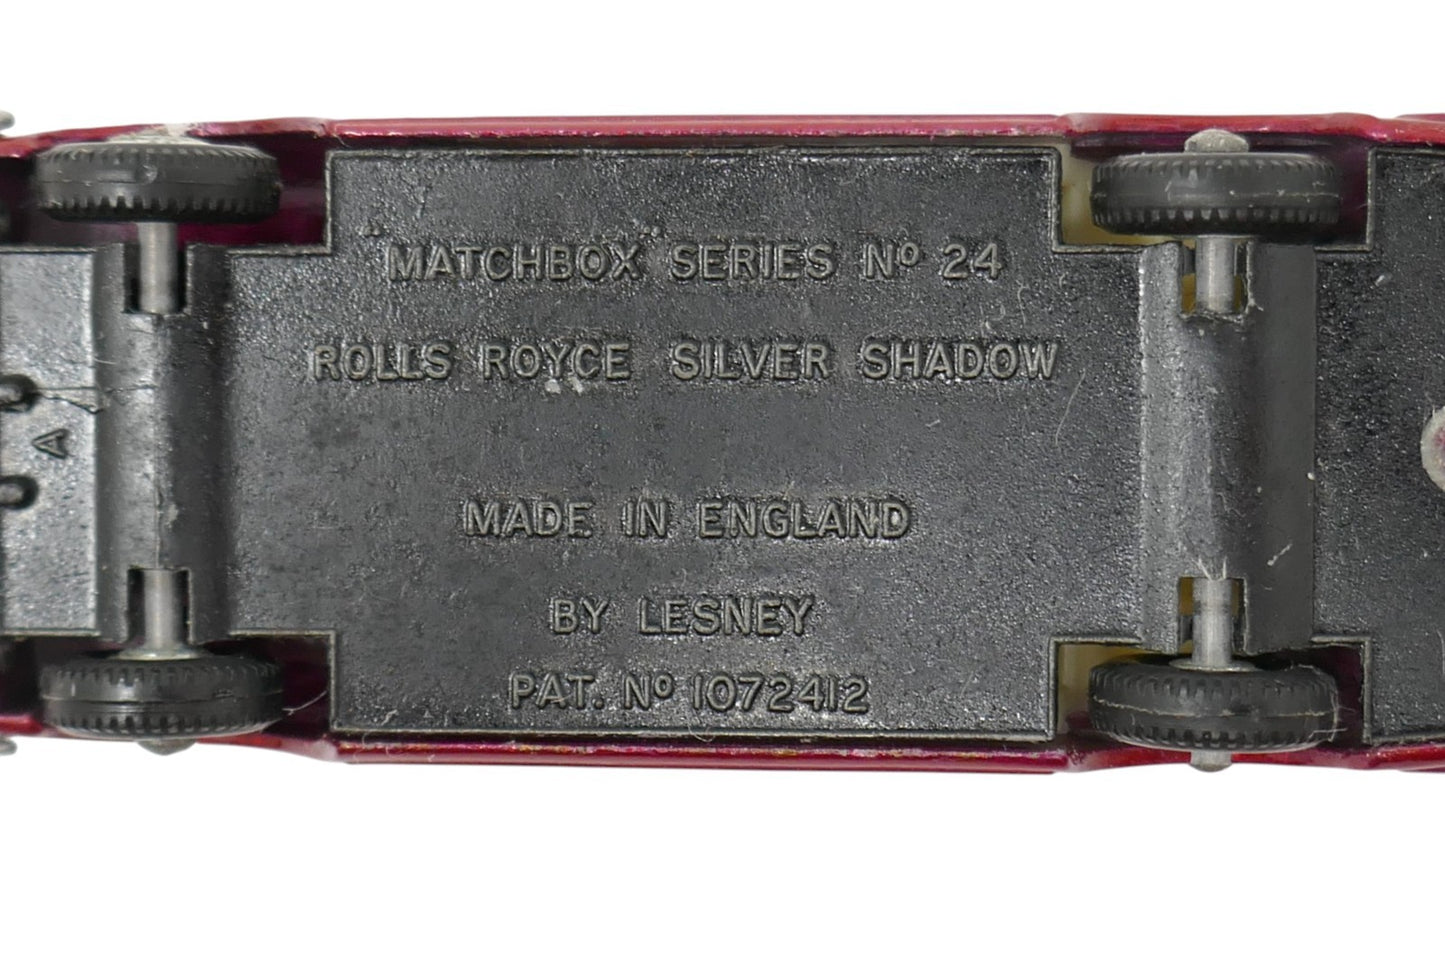 "MATCHBOX" SERIES Nº 24
ROLLS ROYCE SILVER SHADOW
MADE IN ENGLAND
BY LESNEY
PAT. Nº 1072412
A